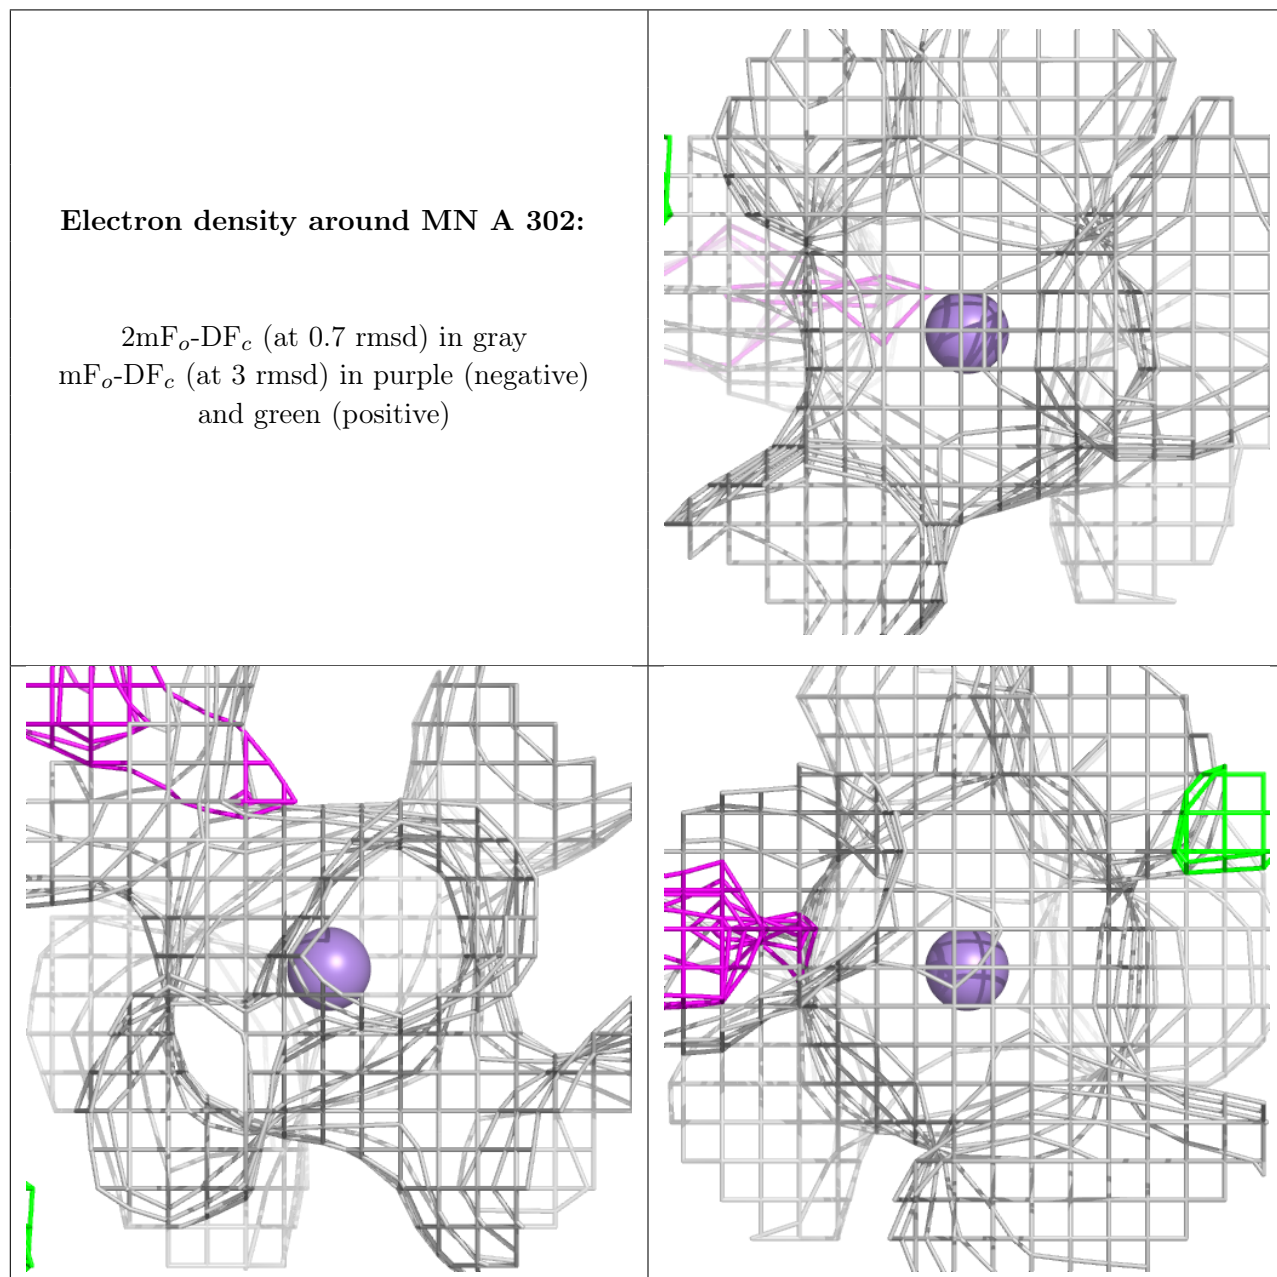 Electron density around MN A 302:
2mFo-DFc (at 0.7 rmsd) in gray
mFo-DFc (at 3 rmsd) in purple (negative)
and green (positive)